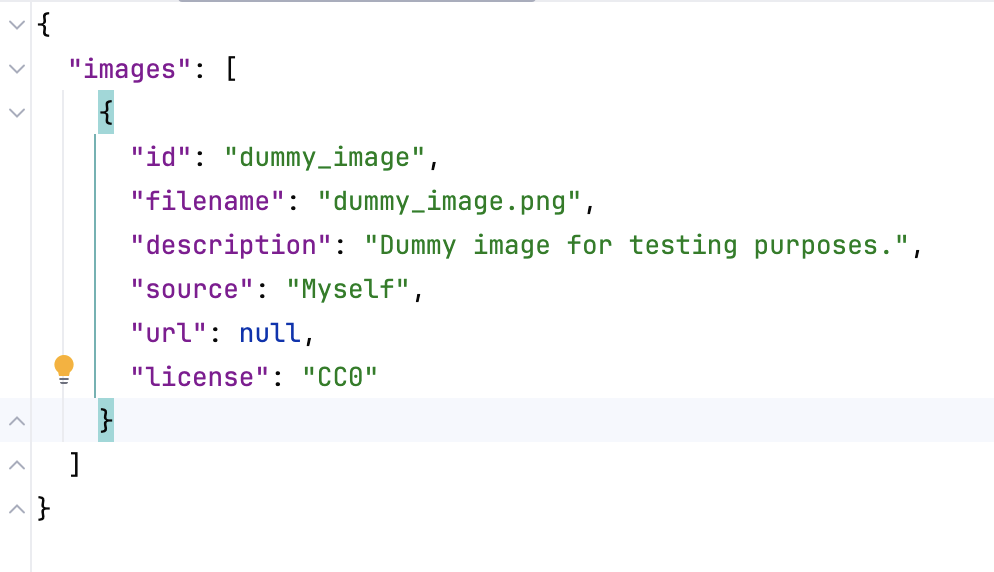 {
  "images": [
    {
      "id": "dummy_image",
      "filename": "dummy_image.png",
      "description": "Dummy image for testing purposes.",
      "source": "Myself",
      "url": null,
      "license": "CC0"
    }
  ]
}